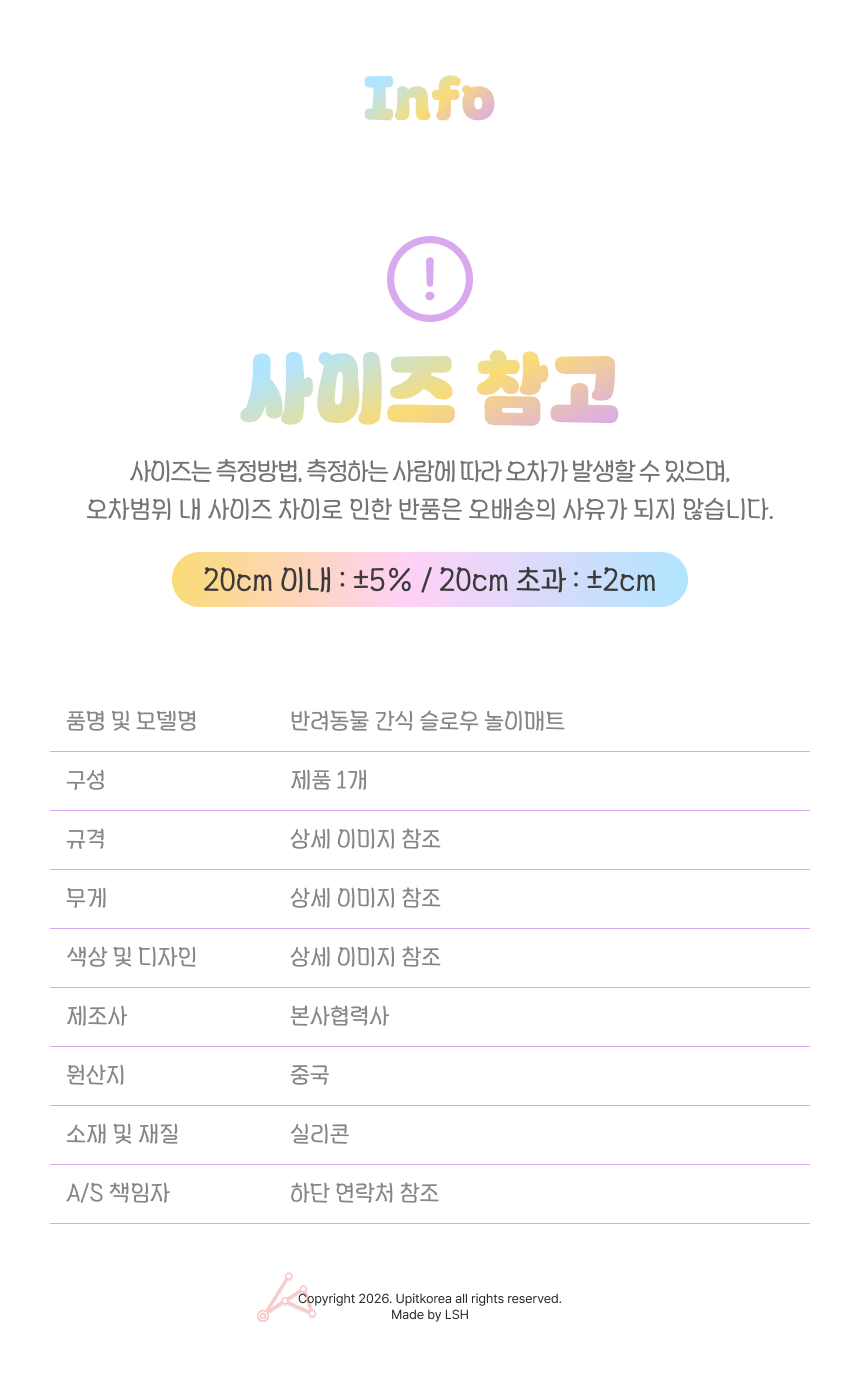 Info
사이즈 참고
사이즈는 측정방법, 측정하는 사람에 따라 오차가 발생할 수 있으며,
오차범위 내 사이즈 차이로 인한 반품은 오배송의 사유가 되지 않습니다.
20cm 이내 : ±5% / 20cm 초과 : ±2cm
품명 및 모델명 반려동물 간식 슬로우 놀이매트
구성 제품 1개
규격 상세 이미지 참조
무게 상세 이미지 참조
색상 및 디자인 상세 이미지 참조
제조사 본사협력사
원산지 중국
소재 및 재질 실리콘
A/S 책임자 하단 연락처 참조
Copyright 2026. Upitkorea all rights reserved.
Made by LSH